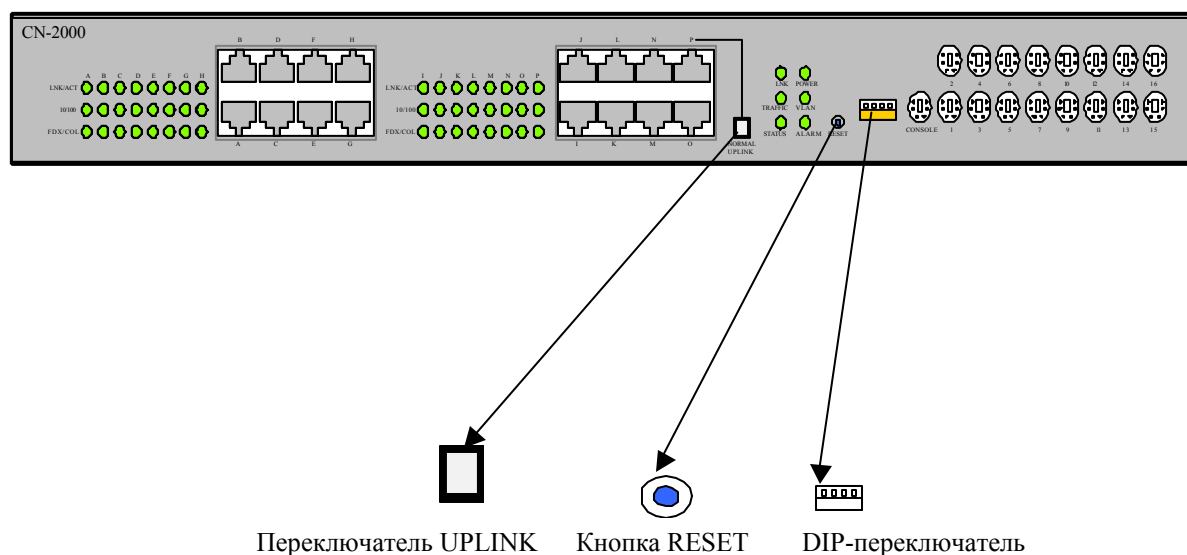 CN-2000
B D F H
J L N P
A B C D E F G H
I J K L M N O P
LNK/ACT
LNK/ACT
10/100
10/100
FDX/COL
FDX/COL
A C E G
I K M O
NORMAL
UPLINK
LNK POWER
TRAFFIC VLAN
STATUS ALARM
RESET
2 4 6 8 10 12 14 16
CONSOLE 1 3 5 7 9 11 13 15
Переключатель UPLINK
Кнопка RESET
DIP-переключатель